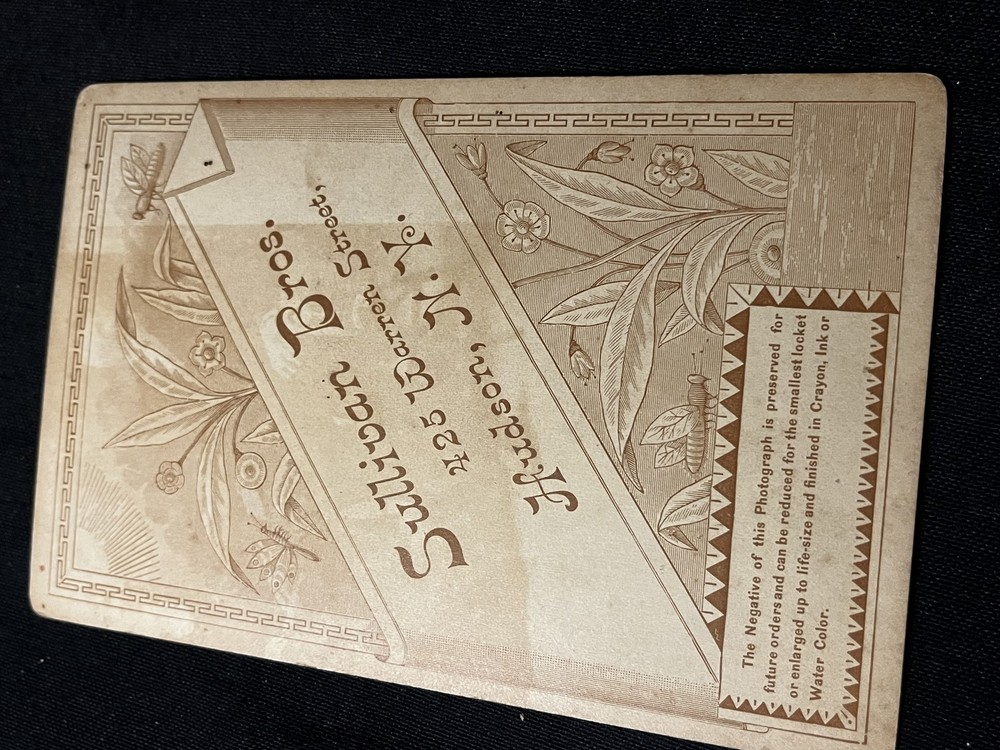 Sullivan Bros.
425 Warren Street,
Hudson, N. Y.
The Negative of this Photograph is preserved for
future orders and can be reduced for the smallest locket
or enlarged up to life-size and finished in Crayon, Ink or
Water Color.